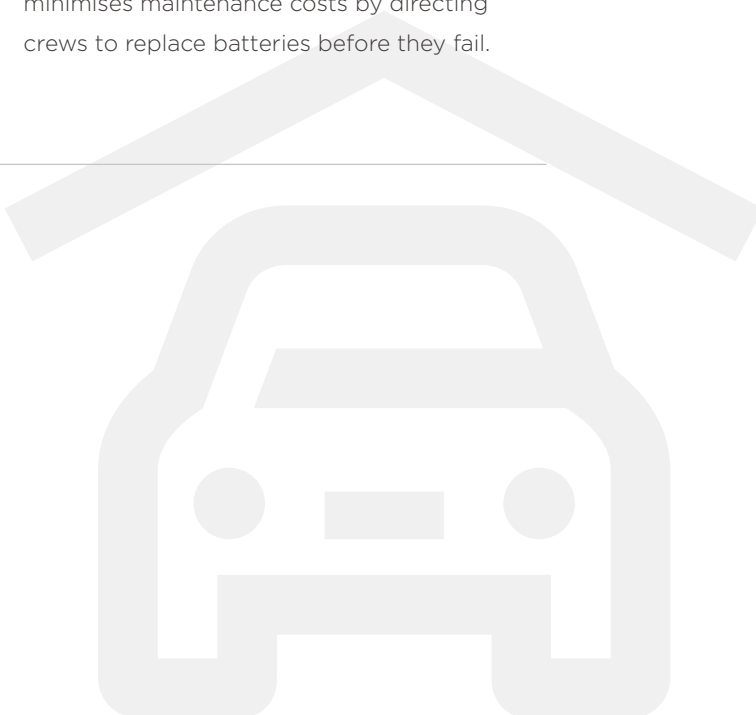 minimises maintenance costs by directing
crews to replace batteries before they fail.